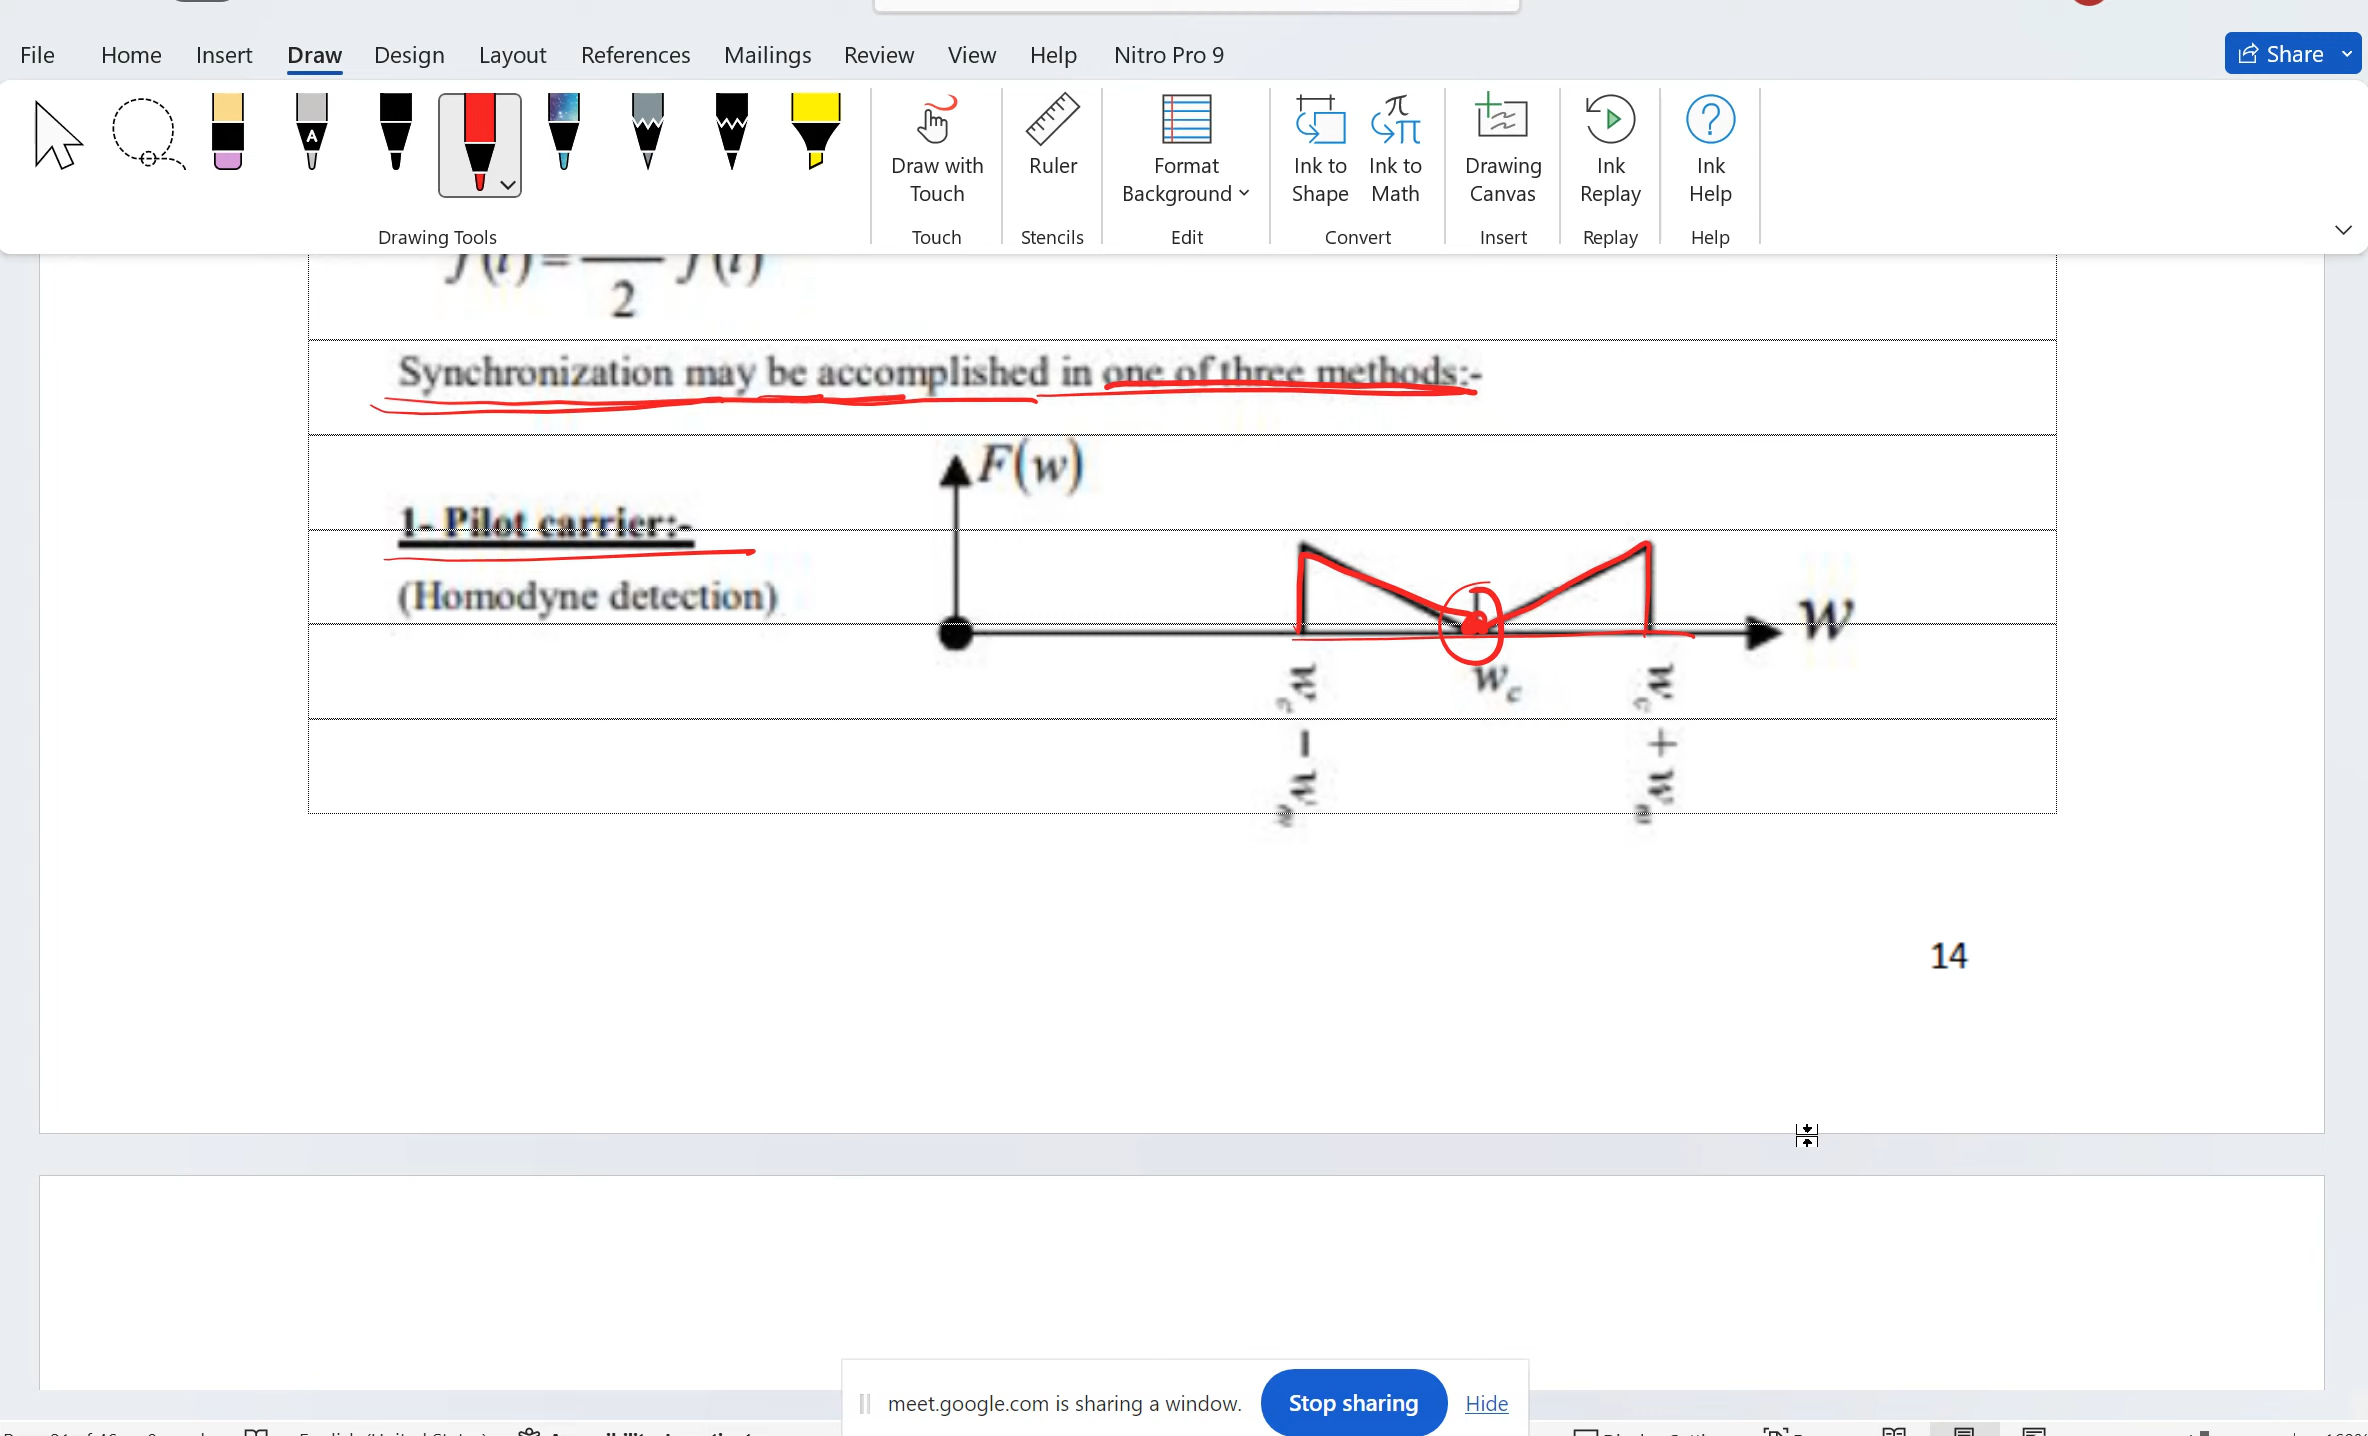 File Home Insert Draw Design Layout References Mailings Review View Help Nitro Pro 9 Share
A
Draw with Touch
Ruler
Format Background
Ink to Shape
Ink to Math
Drawing Canvas
Ink Replay
Ink Help
Drawing Tools Touch Stencils Edit Convert Insert Replay Help
f(t) = 2 f(t)
Synchronization may be accomplished in one of three methods:-
F(w)
1- Pilot carrier:-
(Homodyne detection)
w
w_c
14
meet.google.com is sharing a window. Stop sharing Hide